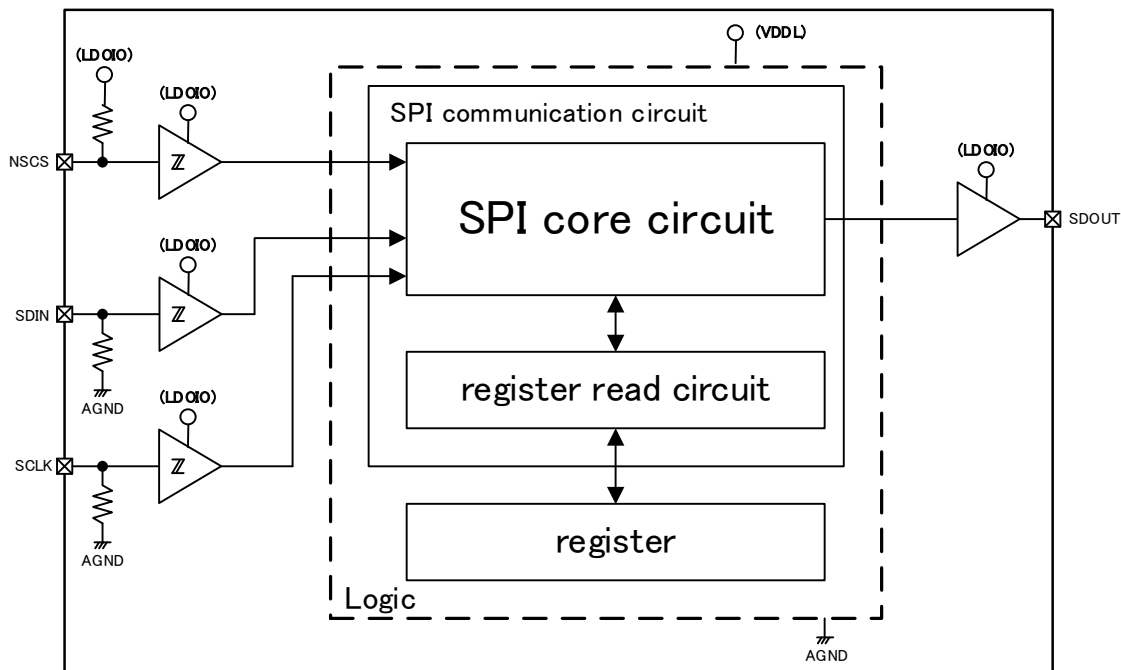 (LDOIO)
(VDDL)
(LDOIO)
SPI communication circuit
NSCS
SPI core circuit
(LDOIO)
SDOUT
(LDOIO)
SDIN
register read circuit
AGND
(LDOIO)
SCLK
register
AGND
Logic
AGND